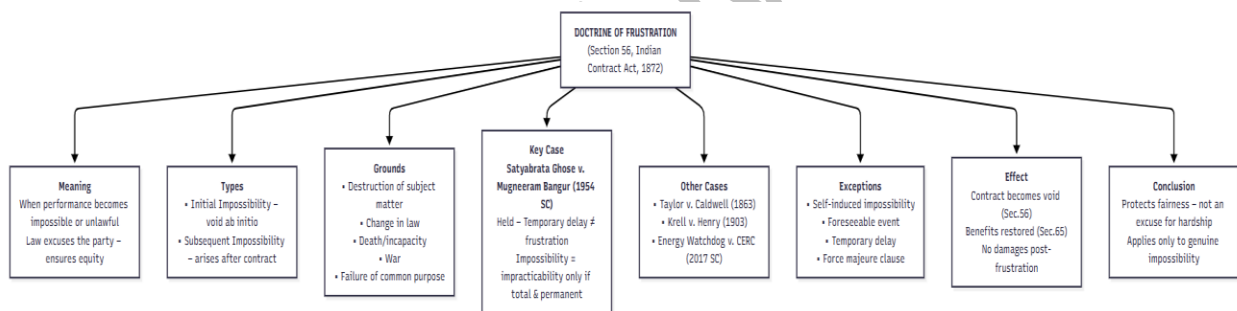 DOCTRINE OF FRUSTRATION
(Section 56, Indian
Contract Act, 1872)
Meaning
When performance becomes
impossible or unlawful
Law excuses the party –
ensures equity
Types
▪ Initial Impossibility –
void ab initio
▪ Subsequent Impossibility
– arises after contract
Grounds
▪ Destruction of subject
matter
▪ Change in law
▪ Death/incapacity
▪ War
▪ Failure of common purpose
Key Case
Satyabrata Ghose v.
Mugneeram Bangur (1954
SC)
Held – Temporary delay ≠
frustration
Impossibility =
impracticability only if
total & permanent
Other Cases
▪ Taylor v. Caldwell (1863)
▪ Krell v. Henry (1903)
▪ Energy Watchdog v. CERC
(2017 SC)
Exceptions
▪ Self-induced impossibility
▪ Foreseeable event
▪ Temporary delay
▪ Force majeure clause
Effect
Contract becomes void
(Sec.56)
Benefits restored (Sec.65)
No damages post-
frustration
Conclusion
Protects fairness – not an
excuse for hardship
Applies only to genuine
impossibility